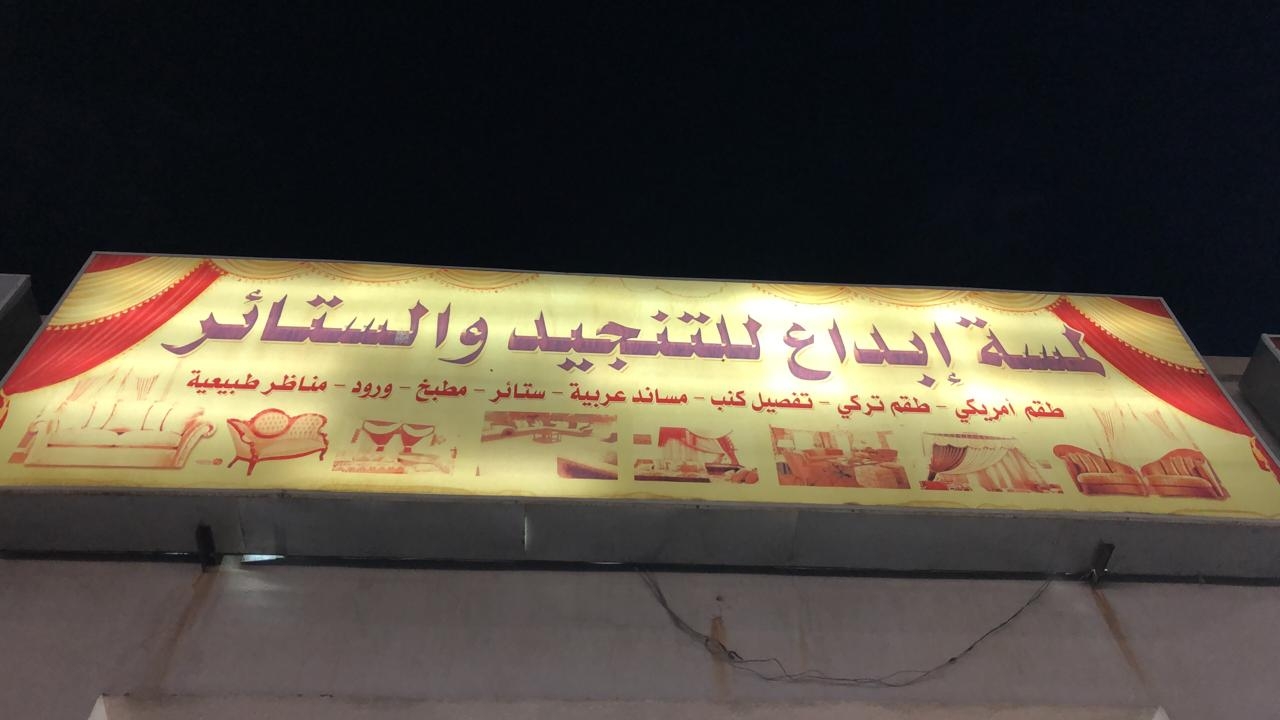 لمسة إبداع للتنجيد والستائر
طقم أمريكي - طقم تركي - تفصيل كنب - مساند عربية - ستائر - مطبخ - ورود - مناظر طبيعية